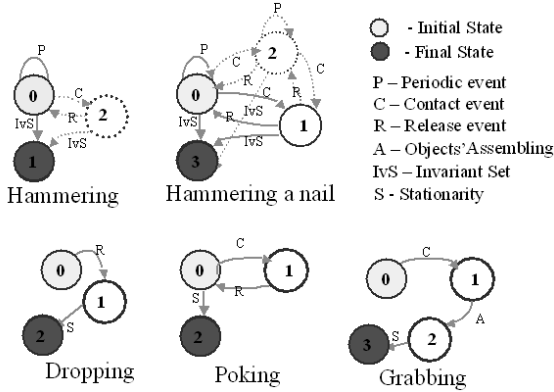 P
P
2
- Initial State
- Final State
C
C
R
R
0
C
0
C
P – Periodic event
C – Contact event
R – Release event
A – Objects'Assembling
IvS – Invariant Set
S - Stationarity
R
2
R
IvS
IvS
IvS
IvS
1
1
3
IvS
Hammering
Hammering a nail
0
R
1
2
S
Dropping
0
C
1
R
S
2
Poking
0
C
1
A
2
S
3
Grabbing